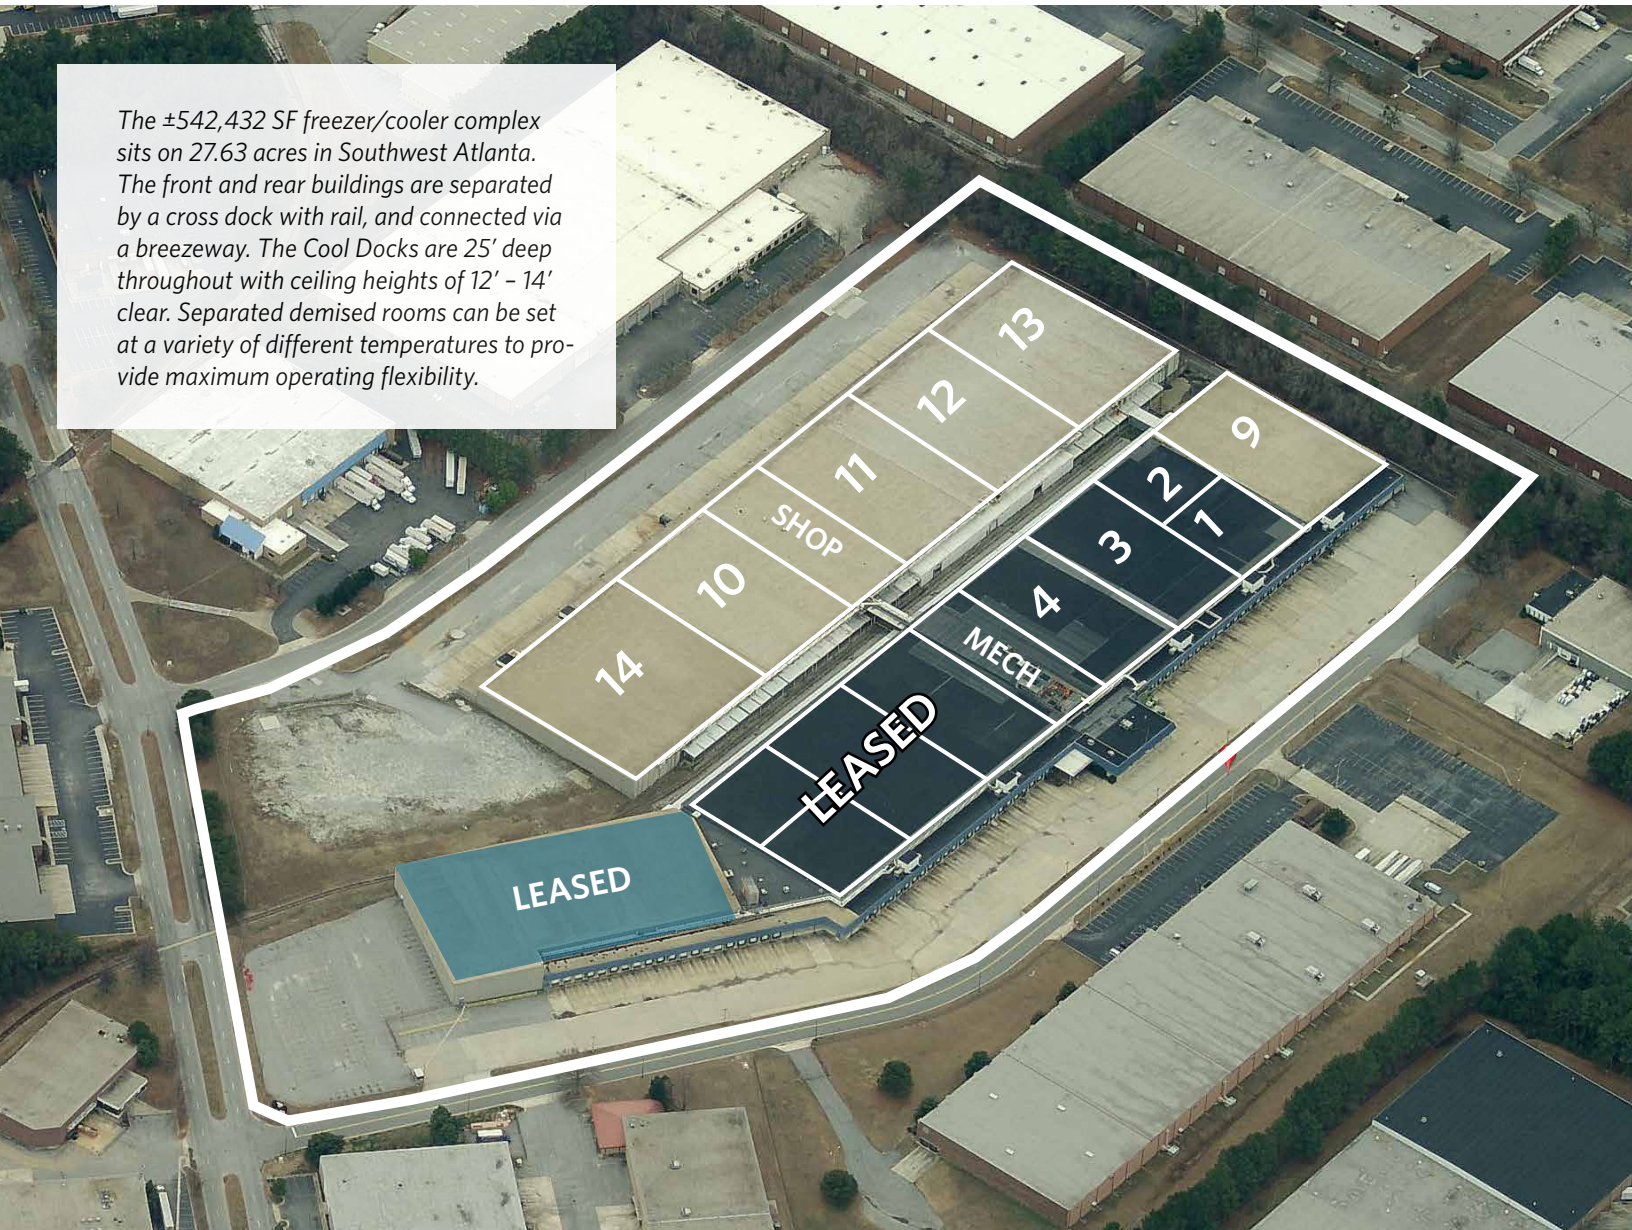 The ±542,432 SF freezer/cooler complex
sits on 27.63 acres in Southwest Atlanta.
The front and rear buildings are separated
by a cross dock with rail, and connected via
a breezeway. The Cool Docks are 25’ deep
throughout with ceiling heights of 12’ – 14’
clear. Separated demised rooms can be set
at a variety of different temperatures to pro-
vide maximum operating flexibility.
13
12
9
11
2
1
SHOP
3
10
4
14
MECH
LEASED
LEASED